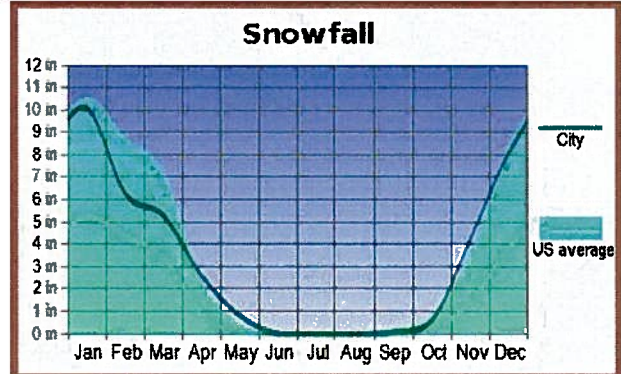 Snowfall
12 in
11 in
10 in
9 in
8 in
7 in
6 in
5 in
4 in
3 in
2 in
1 in
0 in
Jan Feb Mar Apr May Jun Jul Aug Sep Oct Nov Dec
City
US average